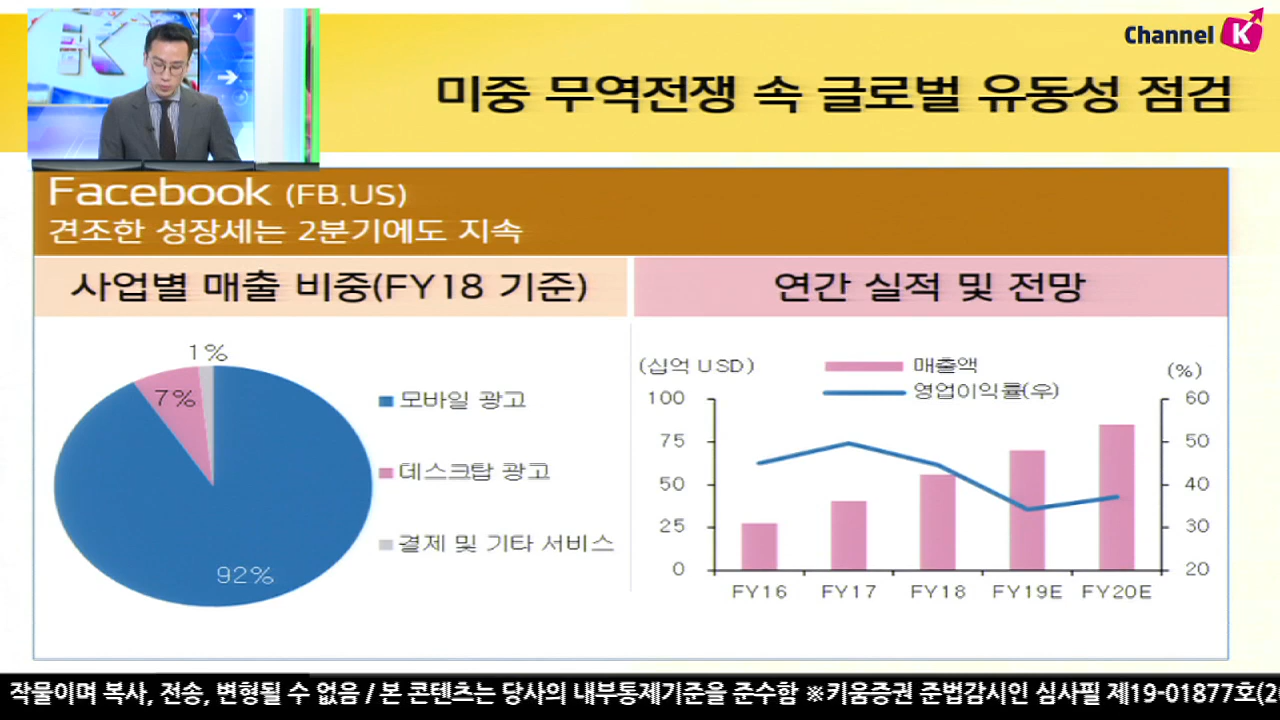 Channel K
미중 무역전쟁 속 글로벌 유동성 점검
Facebook (FB.US)
견조한 성장세는 2분기에도 지속
사업별 매출 비중(FY18 기준)
연간 실적 및 전망
1%
7%
92%
모바일 광고
데스크탑 광고
결제 및 기타 서비스
(십억 USD)
매출액
영업이익률(우)
(%)
100
75
50
25
0
60
50
40
30
20
FY16 FY17 FY18 FY19E FY20E
작물이며 복사, 전송, 변형될 수 없음 / 본 콘텐츠는 당사의 내부통제기준을 준수함 ※키움증권 준법감시인 심사필 제19-01877호(20